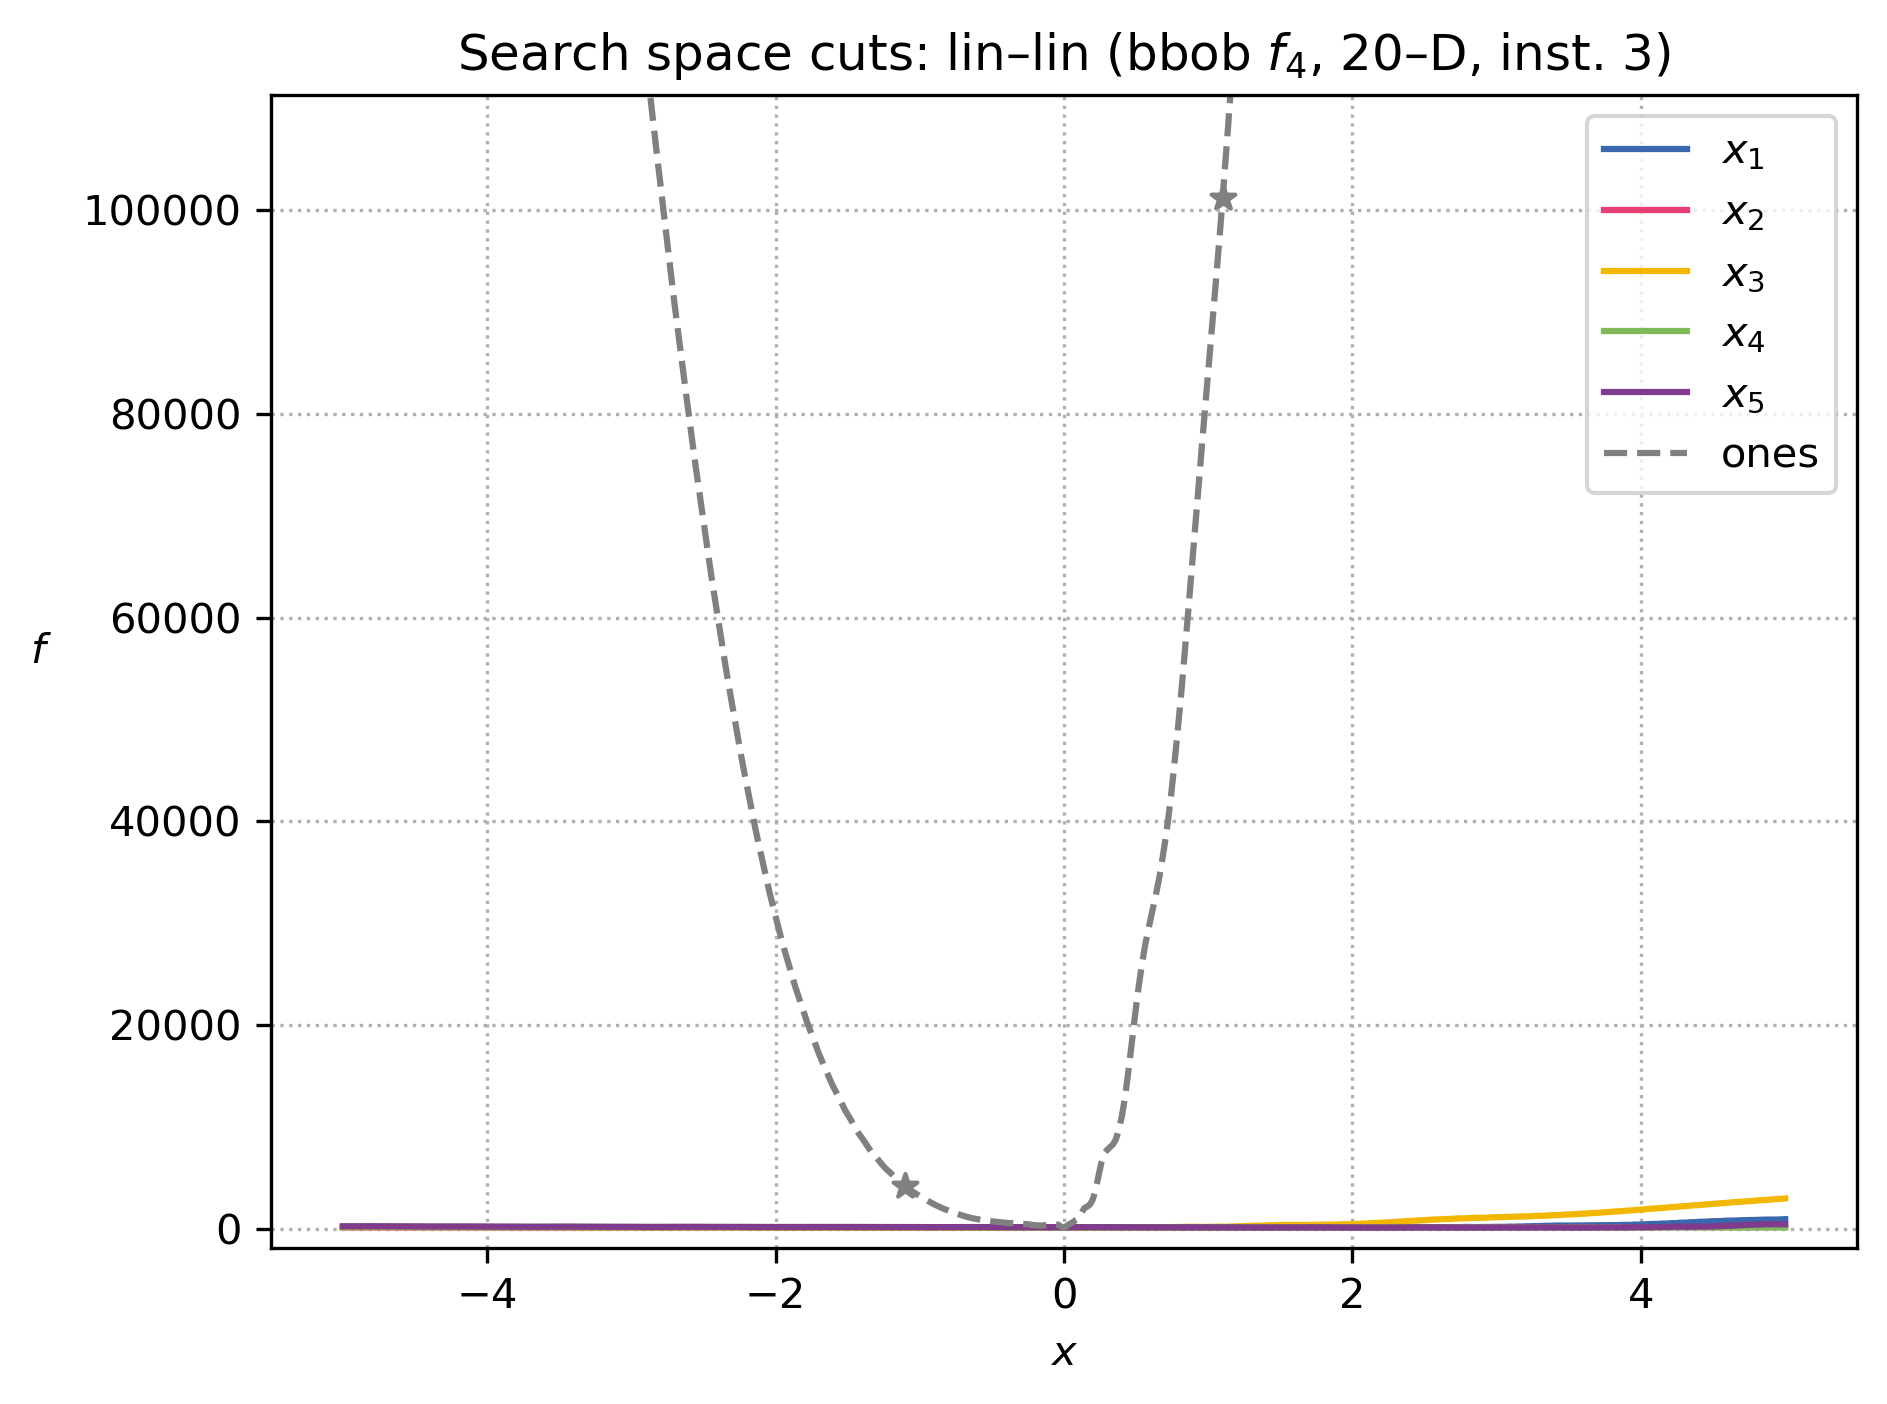 Search space cuts: lin–lin (bbob f₄, 20–D, inst. 3)
x₁
x₂
x₃
x₄
x₅
ones
100000
80000
60000
40000
20000
0
f
−4 −2 0 2 4
x